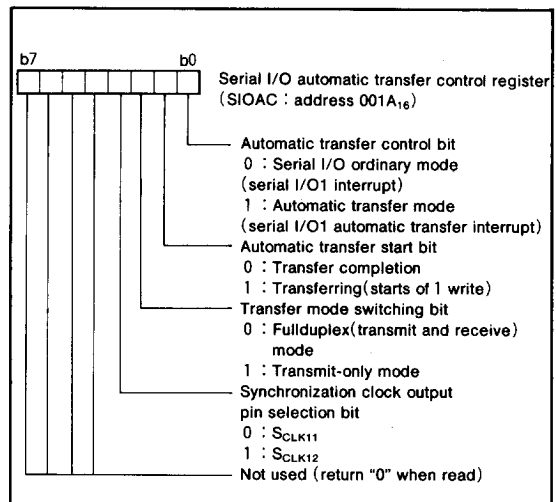 b7 b0
Serial I/O automatic transfer control register
(SIOAC : address 001A₁₆)
Automatic transfer control bit
0 : Serial I/O ordinary mode
(serial I/O1 interrupt)
1 : Automatic transfer mode
(serial I/O1 automatic transfer interrupt)
Automatic transfer start bit
0 : Transfer completion
1 : Transferring(starts of 1 write)
Transfer mode switching bit
0 : Fullduplex(transmit and receive)
mode
1 : Transmit-only mode
Synchronization clock output
pin selection bit
0 : SCLK11
1 : SCLK12
Not used (return "0" when read)